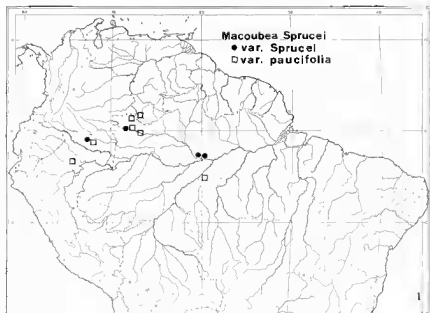 Macoubea Sprucei
● var. Sprucei
□ var. paucifolia
1